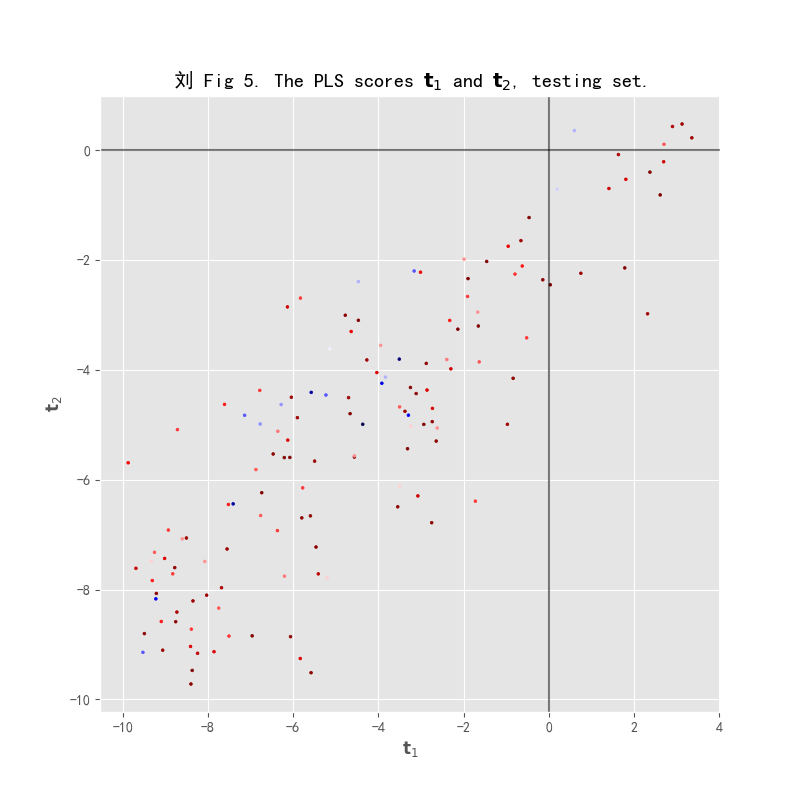 刘 Fig 5. The PLS scores t₁ and t₂, testing set.
0
−2
−4
−6
−8
−10
t₂
−10 −8 −6 −4 −2 0 2 4
t₁